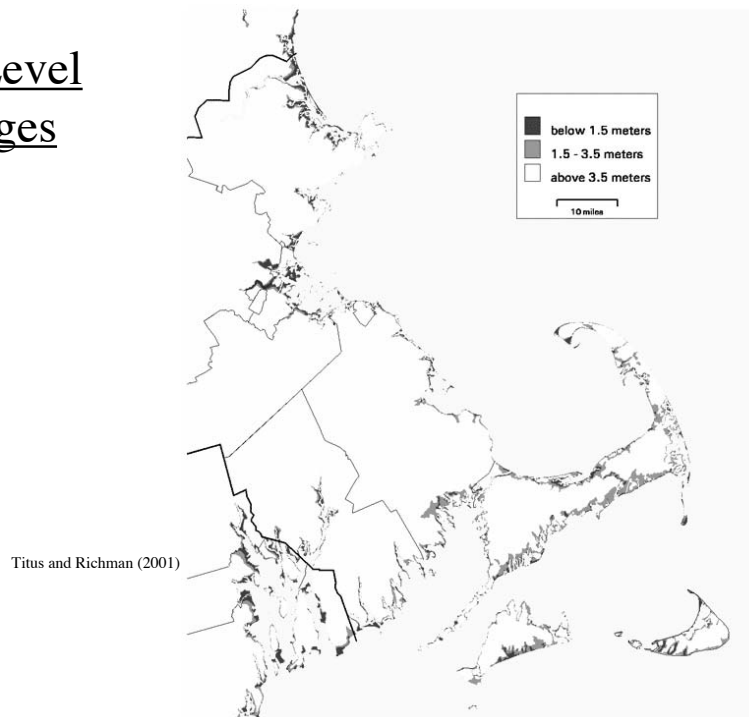 evel
ges
below 1.5 meters
1.5 - 3.5 meters
above 3.5 meters
10 miles
Titus and Richman (2001)